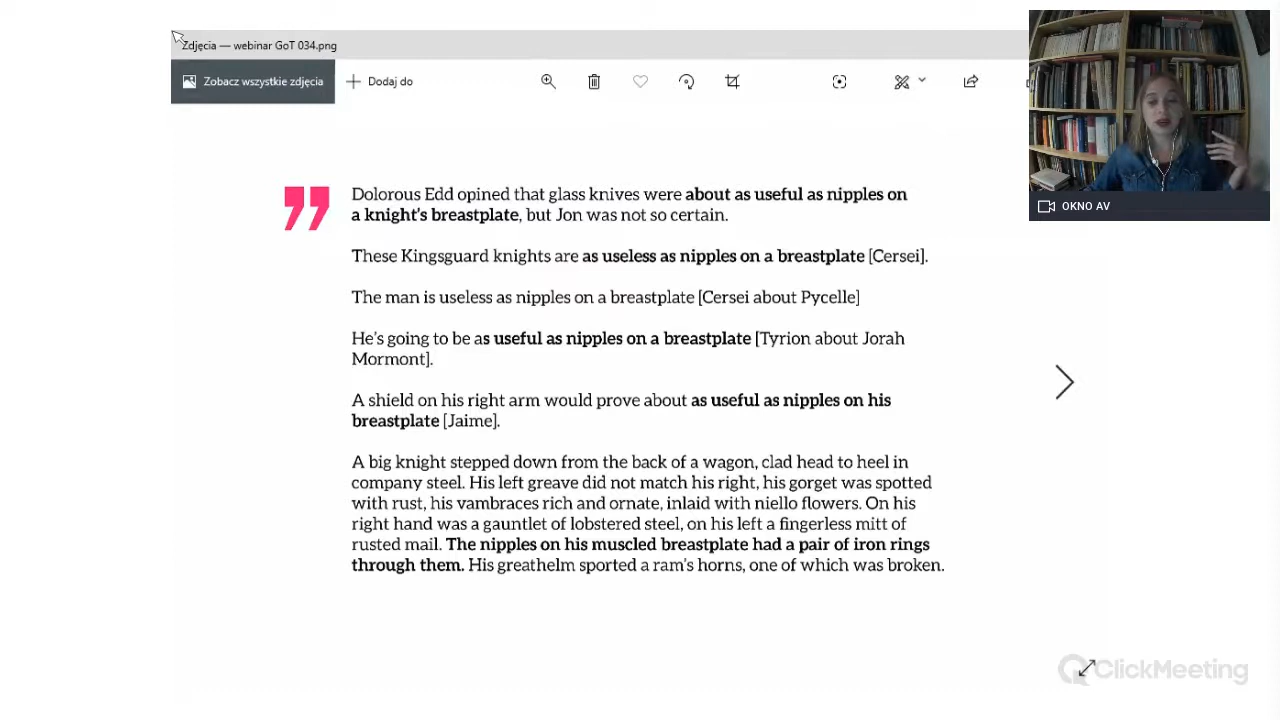 Zdjęcia — webinar GoT 034.png
Zobacz wszystkie zdjęcia
Dodaj do
OKNO AV
Dolorous Edd opined that glass knives were about as useful as nipples on
a knight's breastplate, but Jon was not so certain.
These Kingsguard knights are as useless as nipples on a breastplate [Cersei].
The man is useless as nipples on a breastplate [Cersei about Pycelle]
He's going to be as useful as nipples on a breastplate [Tyrion about Jorah
Mormont].
A shield on his right arm would prove about as useful as nipples on his
breastplate [Jaime].
A big knight stepped down from the back of a wagon, clad head to heel in
company steel. His left greave did not match his right, his gorget was spotted
with rust, his vambraces rich and ornate, inlaid with niello flowers. On his
right hand was a gauntlet of lobstered steel, on his left a fingerless mitt of
rusted mail. The nipples on his muscled breastplate had a pair of iron rings
through them. His greathelm sported a ram's horns, one of which was broken.
ClickMeeting